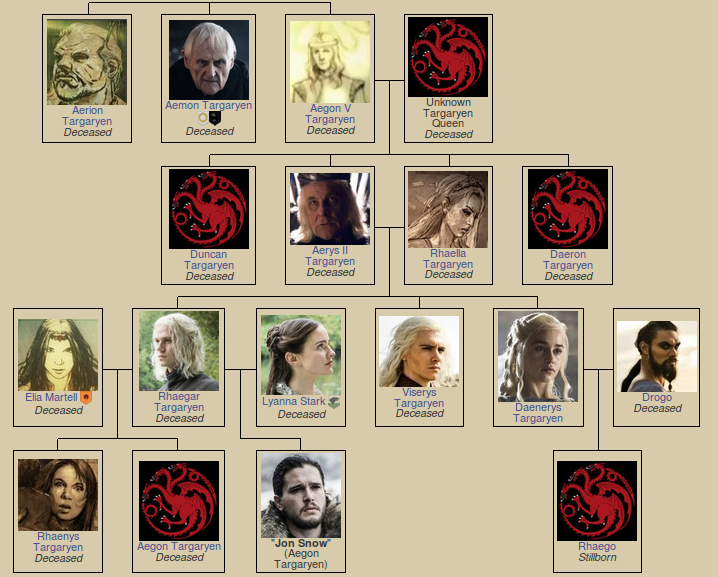 Aerion
Targaryen
Deceased
Aemon Targaryen
Deceased
Aegon V
Targaryen
Deceased
Unknown
Targaryen
Queen
Deceased
Duncan
Targaryen
Deceased
Aerys II
Targaryen
Deceased
Rhaella
Targaryen
Deceased
Daeron
Targaryen
Deceased
Elia Martell
Deceased
Rhaegar
Targaryen
Deceased
Lyanna Stark
Deceased
Viserys
Targaryen
Deceased
Daenerys
Targaryen
Drogo
Deceased
Rhaenys
Targaryen
Deceased
Aegon Targaryen
Deceased
"Jon Snow"
(Aegon
Targaryen)
Rhaego
Stillborn